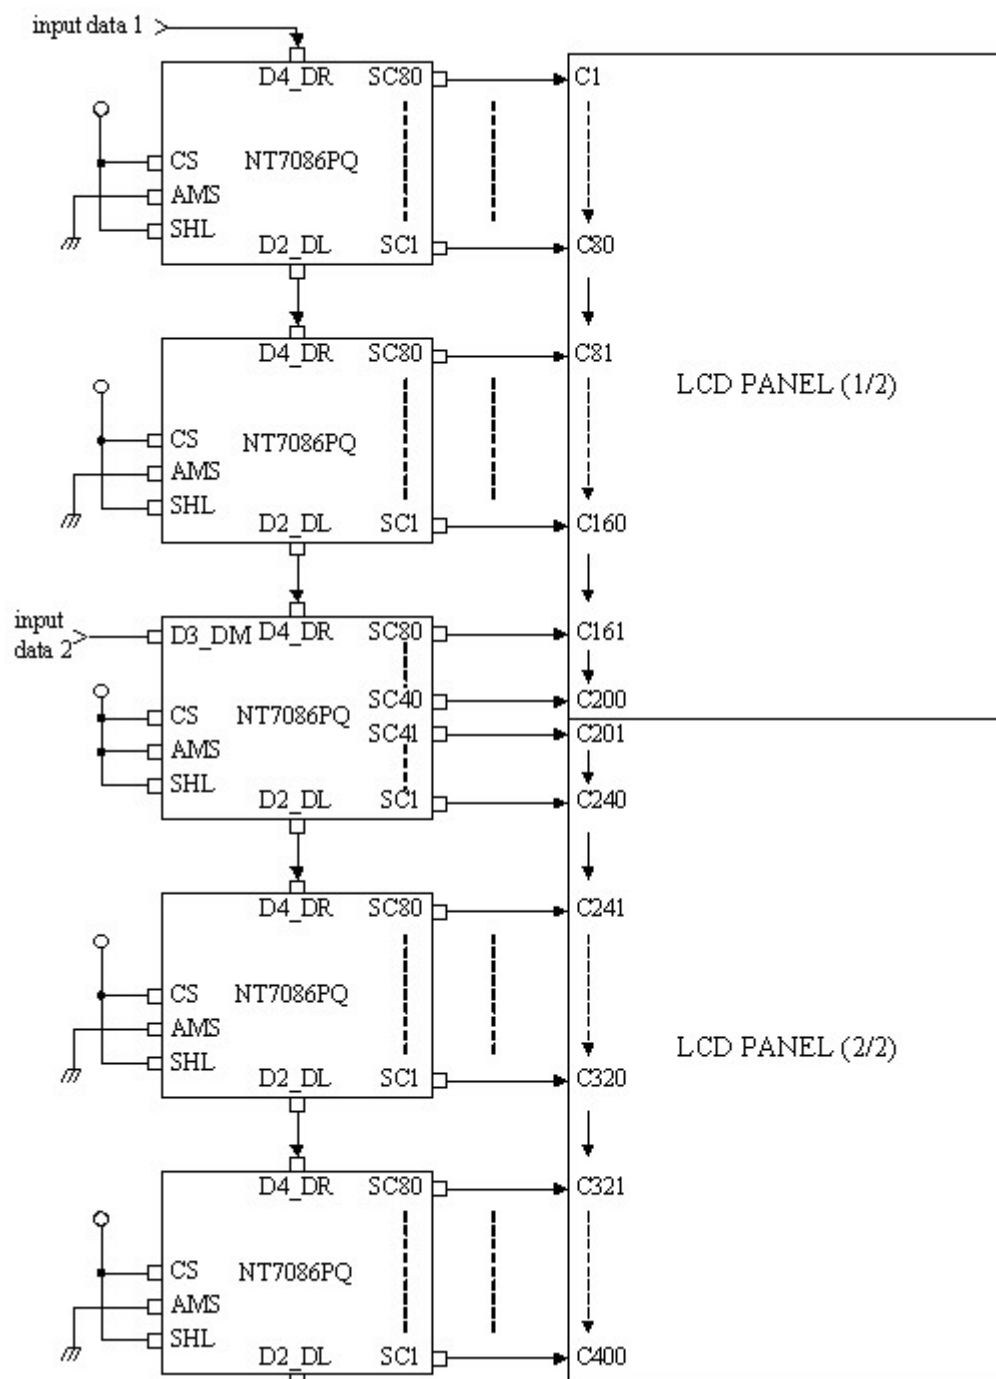 input data 1
D4_DR SC80 C1
CS NT7086PQ
AMS
SHL
D2_DL SC1 C80
D4_DR SC80 C81
LCD PANEL (1/2)
CS NT7086PQ
AMS
SHL
D2_DL SC1 C160
input
data 2
D3_DM D4_DR SC80 C161
SC40 C200
CS NT7086PQ
SC41 C201
AMS
SHL
D2_DL SC1 C240
D4_DR SC80 C241
CS NT7086PQ
AMS
LCD PANEL (2/2)
SHL
D2_DL SC1 C320
D4_DR SC80 C321
CS NT7086PQ
AMS
SHL
D2_DL SC1 C400